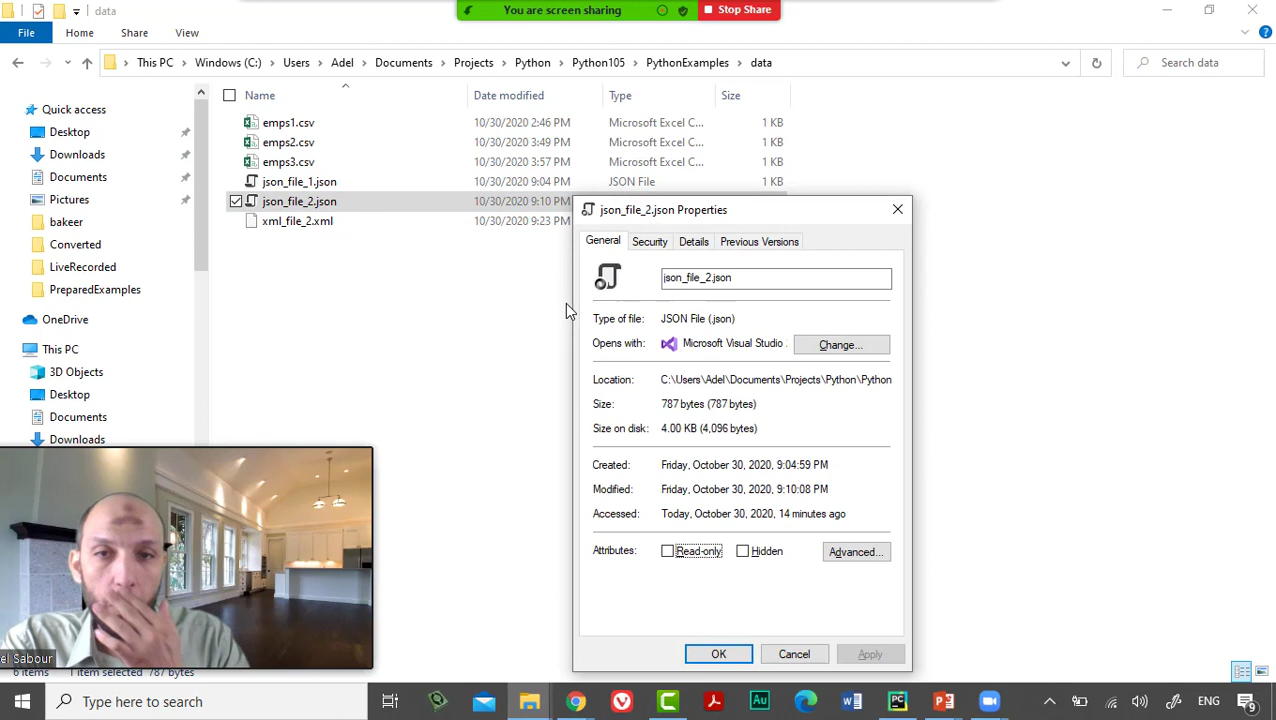 data
You are screen sharing
Stop Share
File
Home
Share
View
This PC
Windows (C:)
Users
Adel
Documents
Projects
Python
Python105
PythonExamples
data
Search data
Name
Date modified
Type
Size
Quick access
Desktop
Downloads
Documents
Pictures
bakeer
Converted
LiveRecorded
PreparedExamples
OneDrive
This PC
3D Objects
Desktop
Documents
Downloads
emps1.csv 10/30/2020 2:46 PM Microsoft Excel C... 1 KB
emps2.csv 10/30/2020 3:49 PM Microsoft Excel C... 1 KB
emps3.csv 10/30/2020 3:57 PM Microsoft Excel C... 1 KB
json_file_1.json 10/30/2020 9:04 PM JSON File 1 KB
json_file_2.json 10/30/2020 9:10 PM
xml_file_2.xml 10/30/2020 9:23 PM
json_file_2.json Properties
General Security Details Previous Versions
json_file_2.json
Type of file: JSON File (.json)
Opens with: Microsoft Visual Studio Change...
Location: C:\Users\Adel\Documents\Projects\Python\Python
Size: 787 bytes (787 bytes)
Size on disk: 4.00 KB (4,096 bytes)
Created: Friday, October 30, 2020, 9:04:59 PM
Modified: Friday, October 30, 2020, 9:10:08 PM
Accessed: Today, October 30, 2020, 14 minutes ago
Attributes: Read-only Hidden Advanced...
OK Cancel Apply
el Sabour
6 items 1 item selected 787 bytes
Type here to search
Au
ENG
9